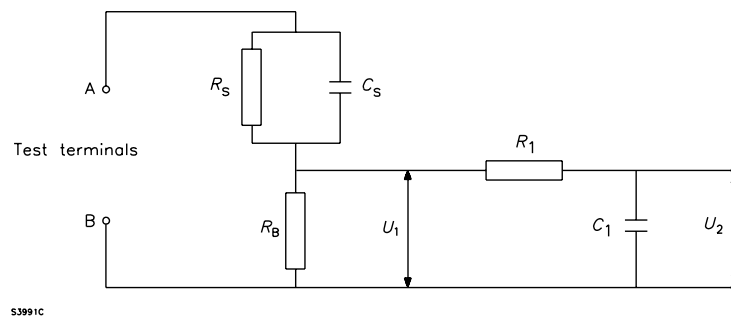 A
R_S
C_S
Test terminals
R_1
B
R_B
U_1
C_1
U_2
S3991C